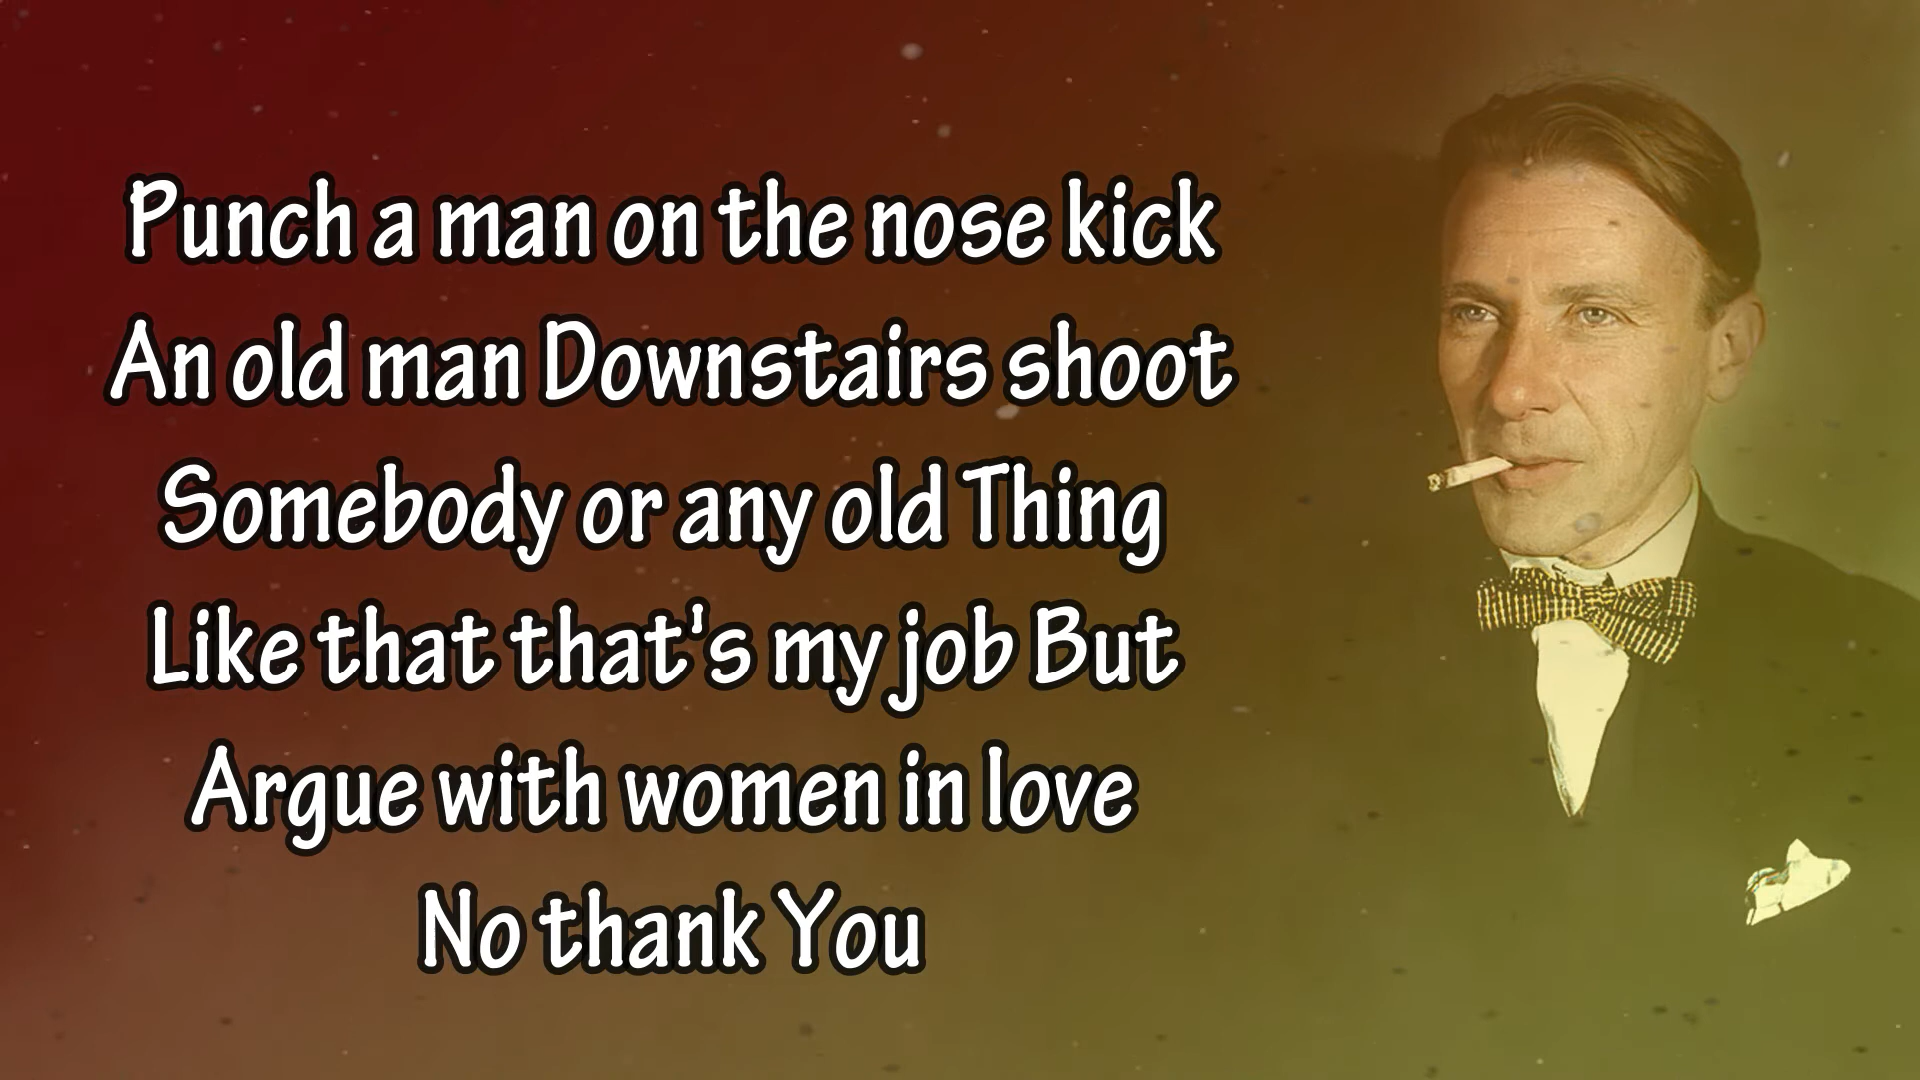 Punch a man on the nose kick
An old man Downstairs shoot
Somebody or any old Thing
Like that that's my job But
Argue with women in love
No thank You